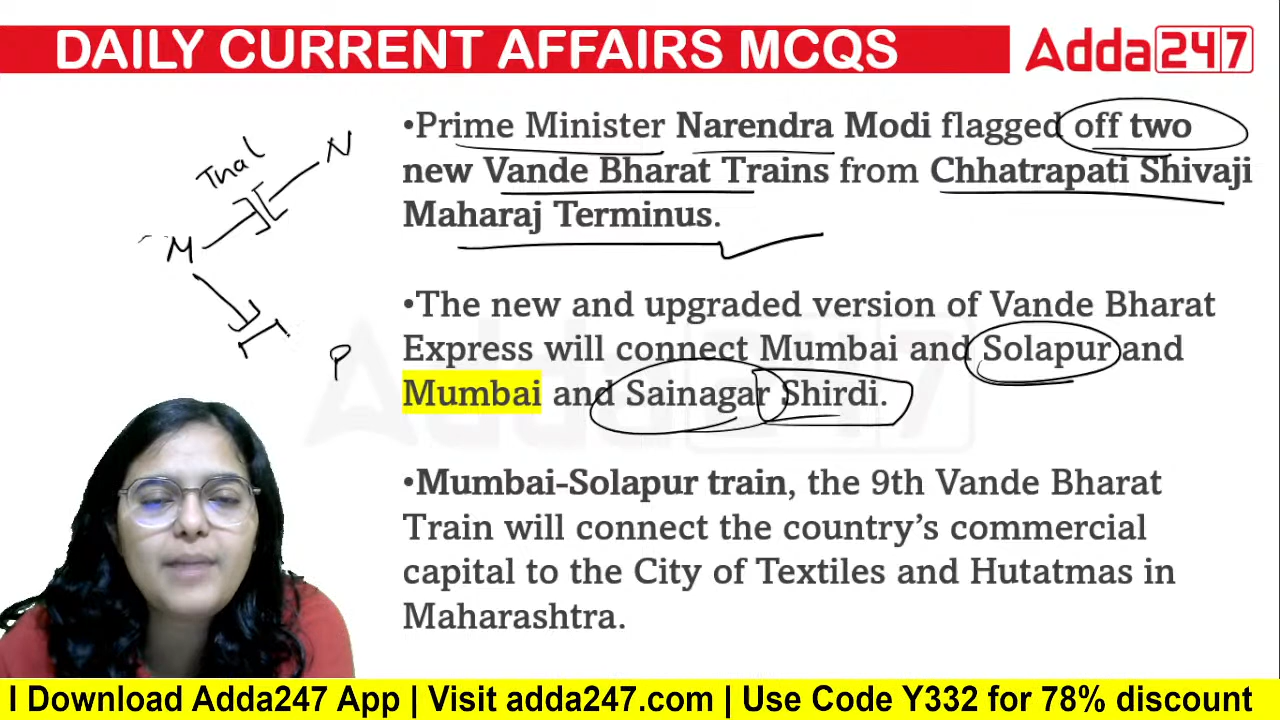 DAILY CURRENT AFFAIRS MCQS
Adda247
•Prime Minister Narendra Modi flagged off two
new Vande Bharat Trains from Chhatrapati Shivaji
Maharaj Terminus.
Thal
N
M
P
•The new and upgraded version of Vande Bharat
Express will connect Mumbai and Solapur and
Mumbai and Sainagar Shirdi.
Adda247
•Mumbai-Solapur train, the 9th Vande Bharat
Train will connect the country’s commercial
capital to the City of Textiles and Hutatmas in
Maharashtra.
I Download Adda247 App | Visit adda247.com | Use Code Y332 for 78% discount